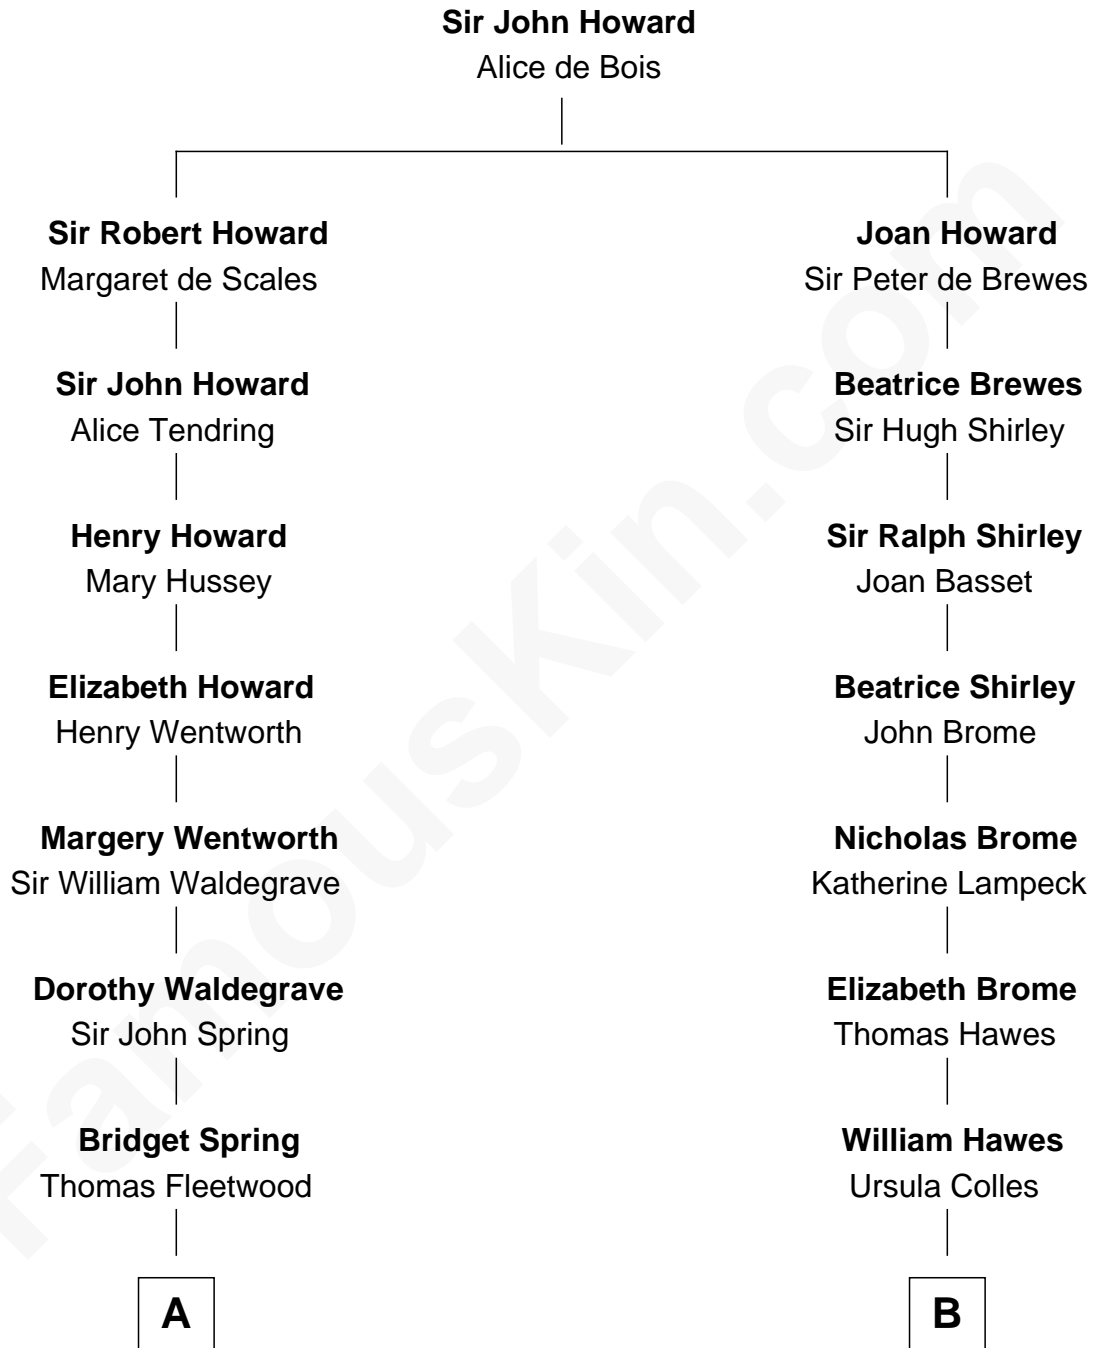 Sir John Howard
Alice de Bois
Sir Robert Howard
Margaret de Scales
Joan Howard
Sir Peter de Brewes
Sir John Howard
Alice Tendring
Beatrice Brewes
Sir Hugh Shirley
Henry Howard
Mary Hussey
Sir Ralph Shirley
Joan Basset
Elizabeth Howard
Henry Wentworth
Beatrice Shirley
John Brome
Margery Wentworth
Sir William Waldegrave
Nicholas Brome
Katherine Lampeck
Dorothy Waldegrave
Sir John Spring
Elizabeth Brome
Thomas Hawes
Bridget Spring
Thomas Fleetwood
William Hawes
Ursula Colles
A
B
FamousKin.com